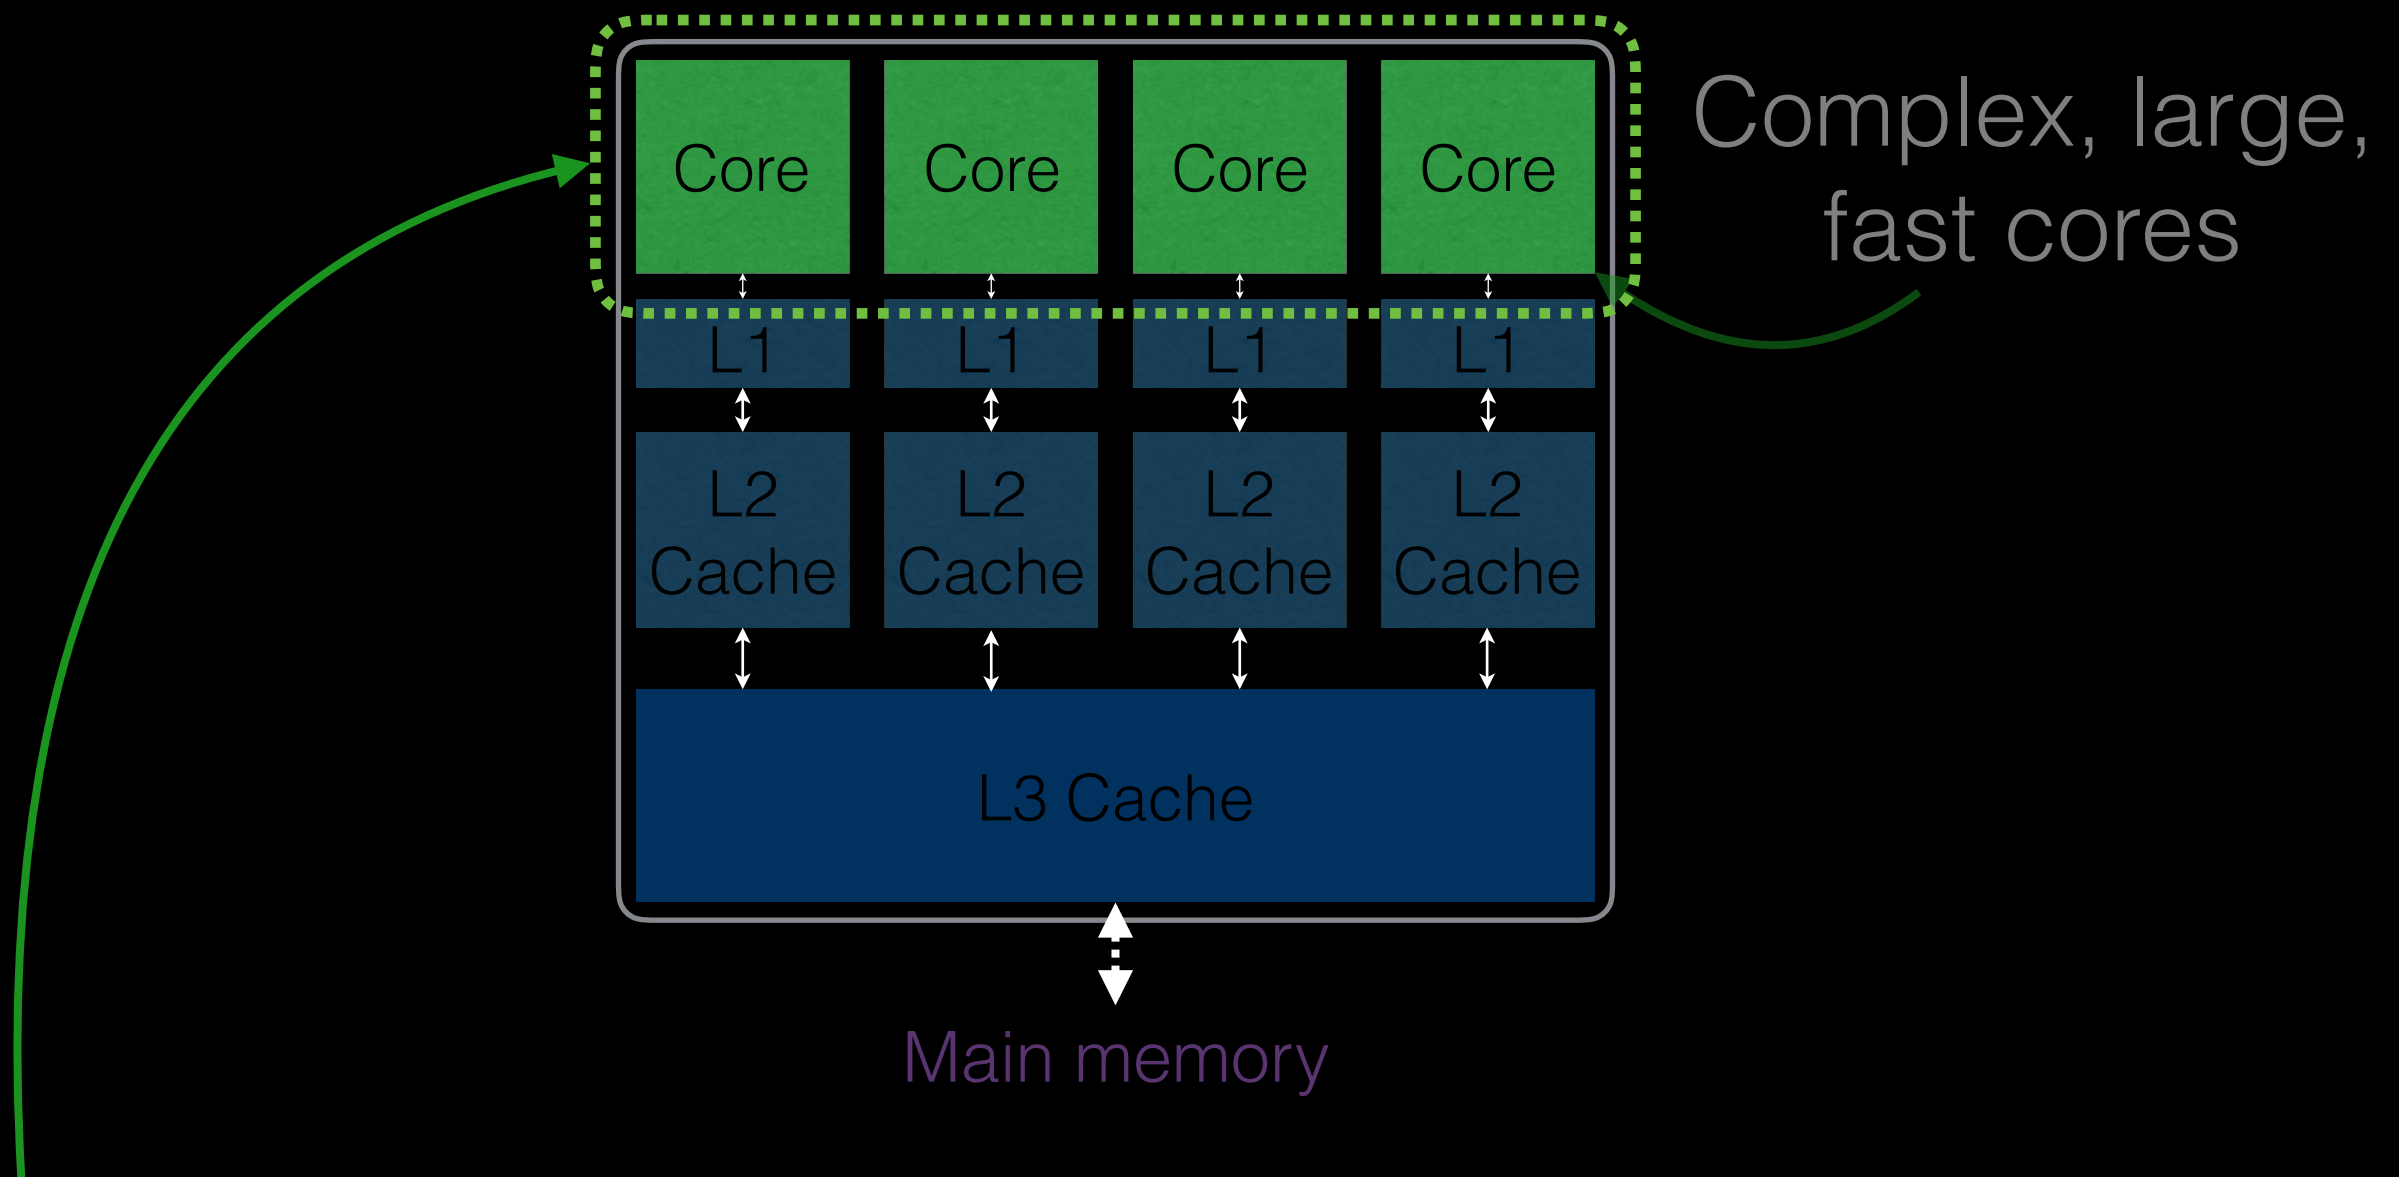 Complex, large,
fast cores
Core
Core
Core
Core
L1
L1
L1
L1
L2
Cache
L2
Cache
L2
Cache
L2
Cache
L3 Cache
Main memory